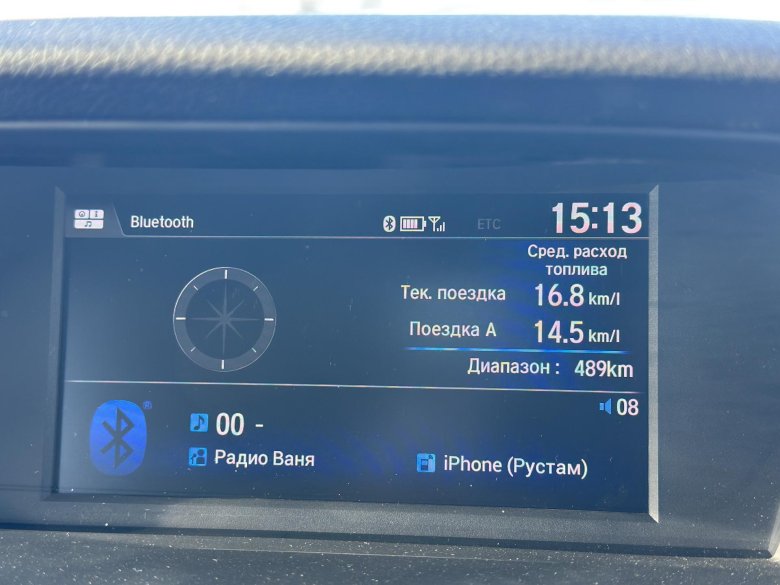 Bluetooth
ETC
15:13
Сред. расход
топлива
Тек. поездка 16.8 km/l
Поездка А 14.5 km/l
Диапазон : 489km
08
00 -
Радио Ваня
iPhone (Рустам)